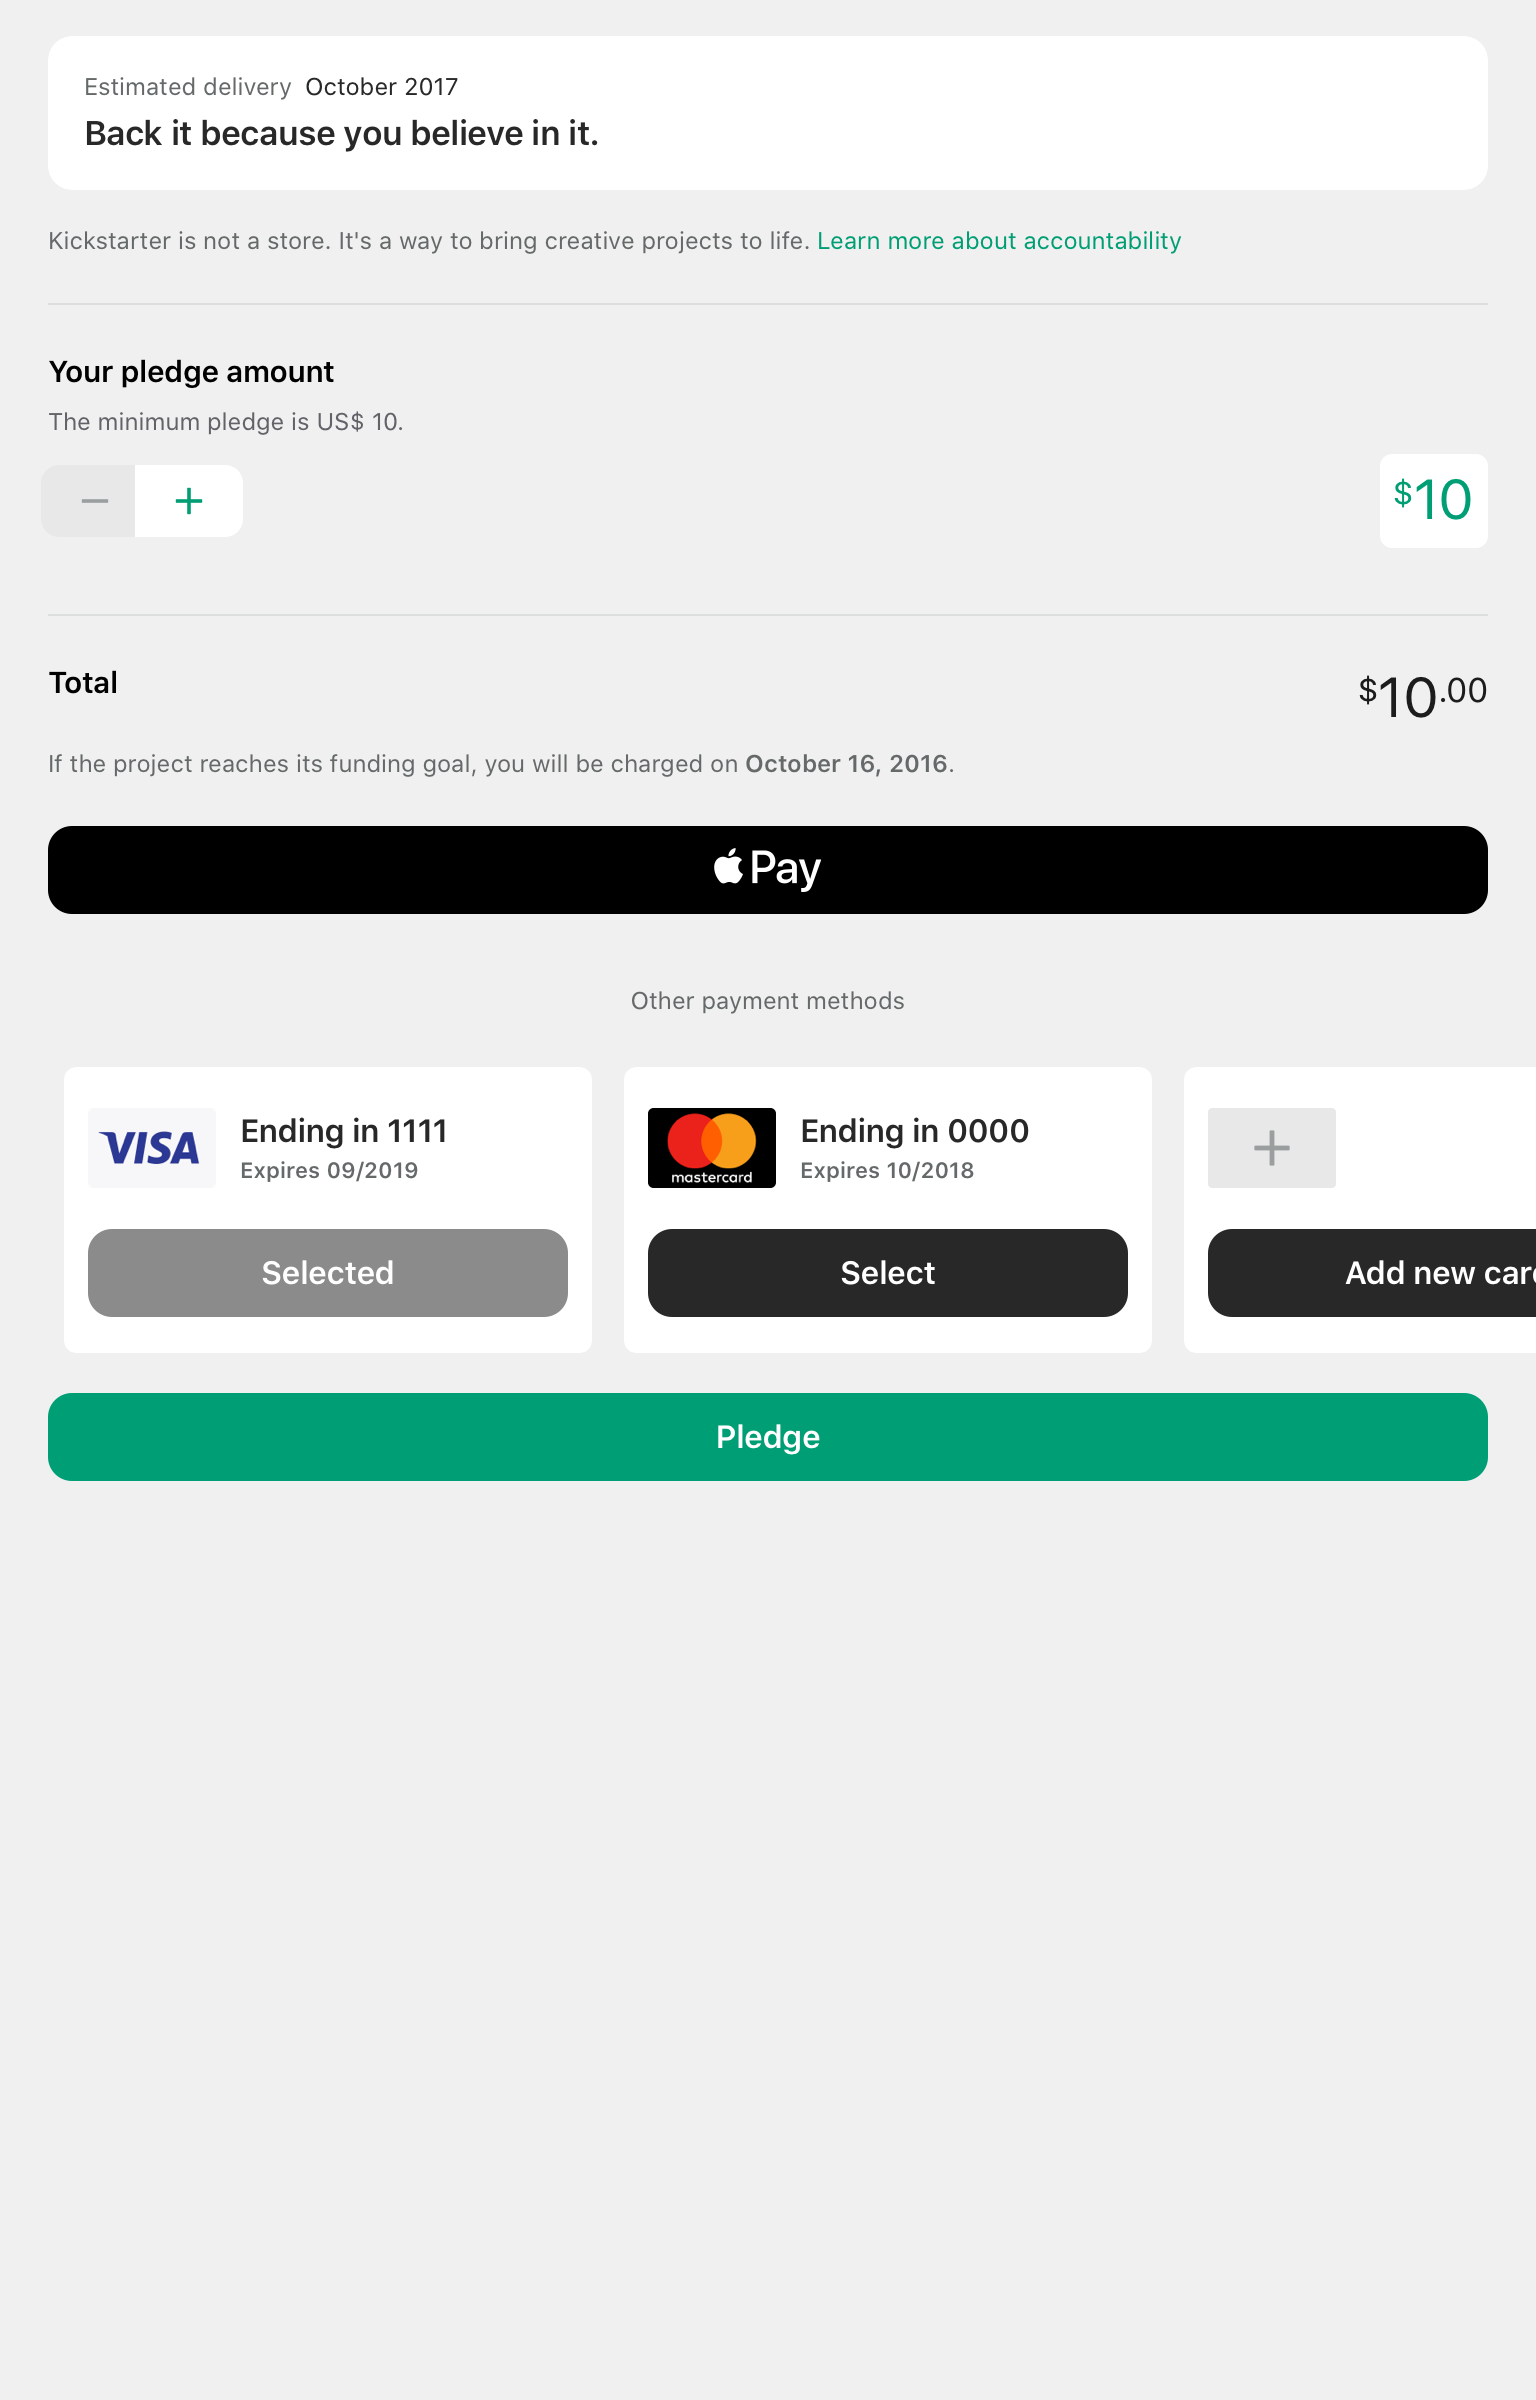 Estimated delivery October 2017
Back it because you believe in it.
Kickstarter is not a store. It's a way to bring creative projects to life. Learn more about accountability
Your pledge amount
The minimum pledge is US$ 10.
$10
Total
$10.00
If the project reaches its funding goal, you will be charged on October 16, 2016.
Pay
Other payment methods
VISA
Ending in 1111
Expires 09/2019
Selected
mastercard
Ending in 0000
Expires 10/2018
Select
Add new car
Pledge